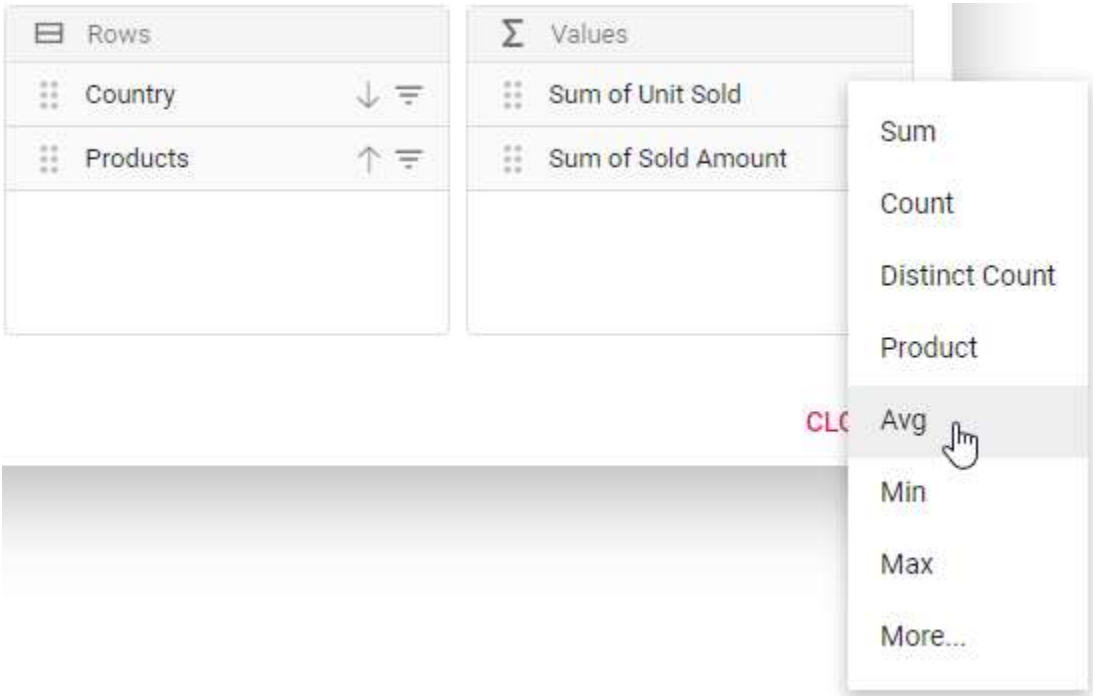 Rows
Country
Products
Σ Values
Sum of Unit Sold
Sum of Sold Amount
CLO
Sum
Count
Distinct Count
Product
Avg
Min
Max
More...